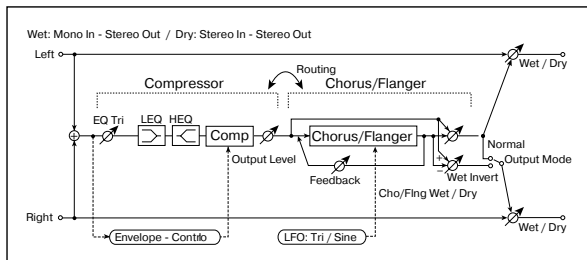 Wet: Mono In - Stereo Out / Dry: Stereo In - Stereo Out
Left
Wet / Dry
Routing
Compressor
Chorus/Flanger
EQ Tri
LEQ
HEQ
Comp
Chorus/Flanger
Normal
Output Level
Output Mode
Feedback
Wet Invert
Cho/Flng Wet / Dry
Right
Wet / Dry
Envelope - Contrlo
LFO: Tri / Sine
+
−